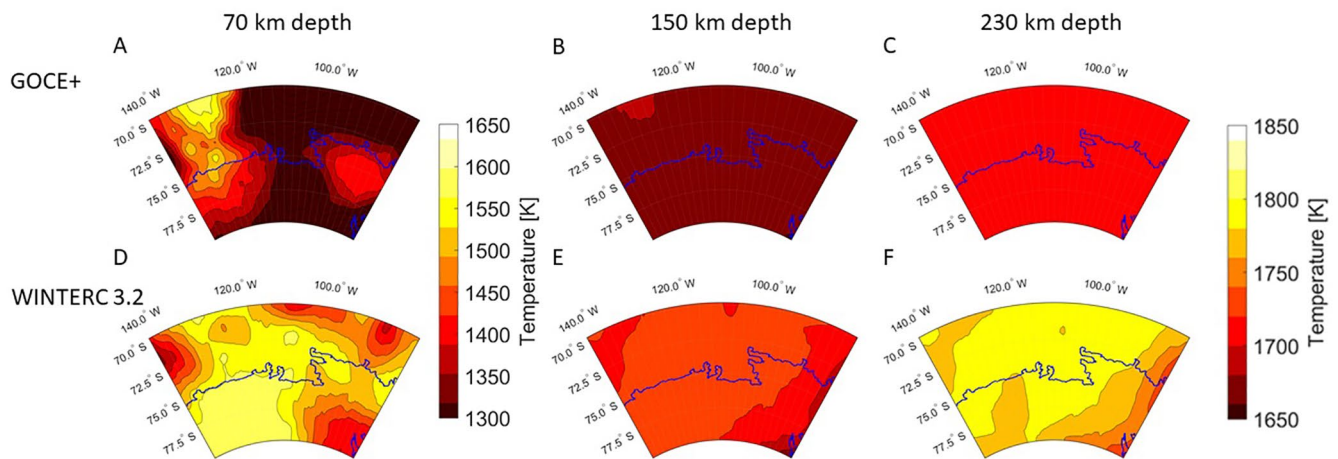 70 km depth
150 km depth
230 km depth
A
B
C
GOCE+
120.0° W
100.0° W
120.0° W
100.0° W
120.0° W
100.0° W
140.0° W
70.0° S
72.5° S
75.0° S
77.5° S
140.0° W
70.0° S
72.5° S
75.0° S
77.5° S
140.0° W
70.0° S
72.5° S
75.0° S
77.5° S
1650
1600
1550
1500
1450
1400
1350
1300
Temperature [K]
1850
1800
1750
1700
1650
Temperature [K]
D
E
F
WINTERC 3.2
120.0° W
100.0° W
120.0° W
100.0° W
120.0° W
100.0° W
140.0° W
70.0° S
72.5° S
75.0° S
77.5° S
140.0° W
70.0° S
72.5° S
75.0° S
77.5° S
140.0° W
70.0° S
72.5° S
75.0° S
77.5° S